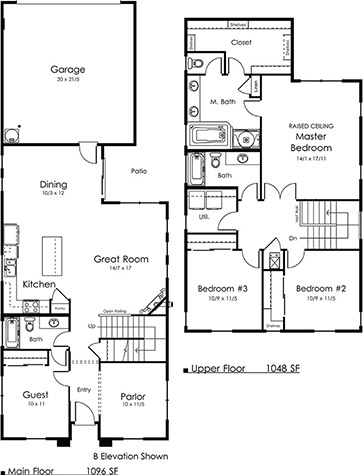 Garage
20 x 21/5
Dining
10/3 x 12
Patio
Great Room
14/7 x 17
Kitchen
Pantry
Open Railing
Up
Bath
Guest
10 x 11
Entry
Parlor
10 x 11/5
B Elevation Shown
Main Floor 1096 SF
Shelves
Shelves
Closet
Shelves
M. Bath
Linen
RAISED CEILING
Master
Bedroom
14/1 x 17/11
Bath
Util.
Dn
Bedroom #3
10/9 x 11/5
Bedroom #2
10/9 x 11/5
Shelves
Upper Floor 1048 SF